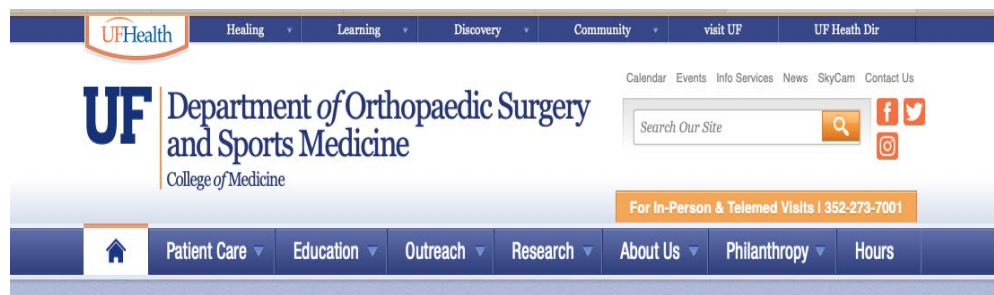 UFHealth Healing Learning Discovery Community visit UF UF Heath Dir
Calendar Events Info Services News SkyCam Contact Us
UF Department of Orthopaedic Surgery
and Sports Medicine
College of Medicine
Search Our Site
For In-Person & Telemed Visits | 352-273-7001
Patient Care Education Outreach Research About Us Philanthropy Hours